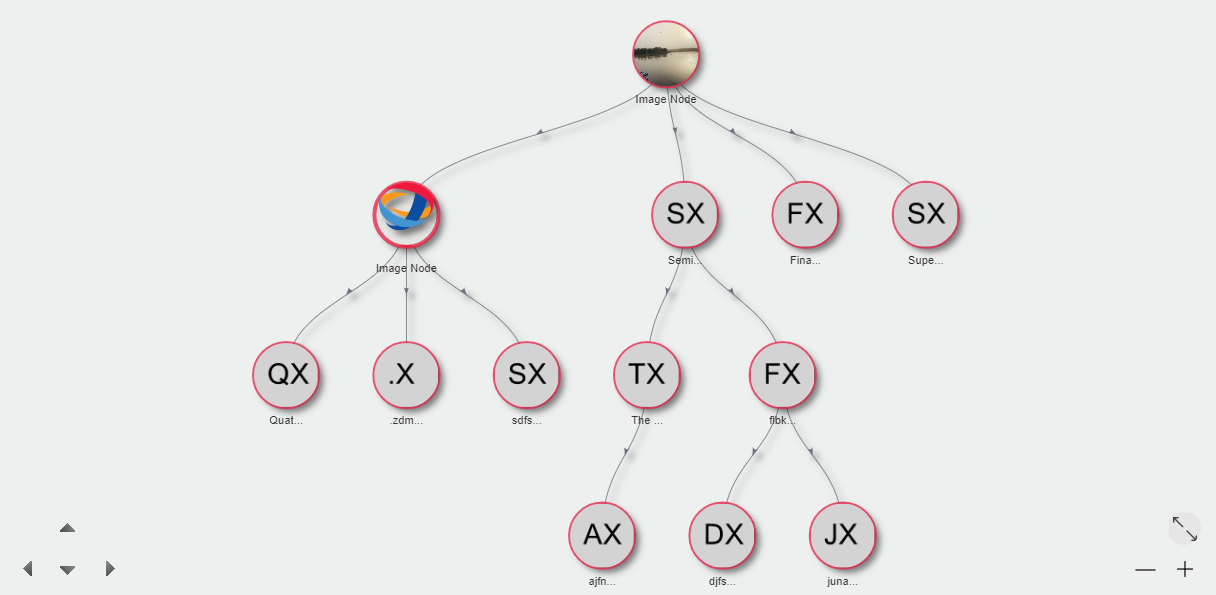 Image Node
SX
FX
SX
Image Node
Semi...
Fina...
Supe...
QX
.X
SX
TX
FX
Quat...
.zdm...
sdfs...
The ...
flbk...
AX
DX
JX
ajfn...
djfs...
juna...